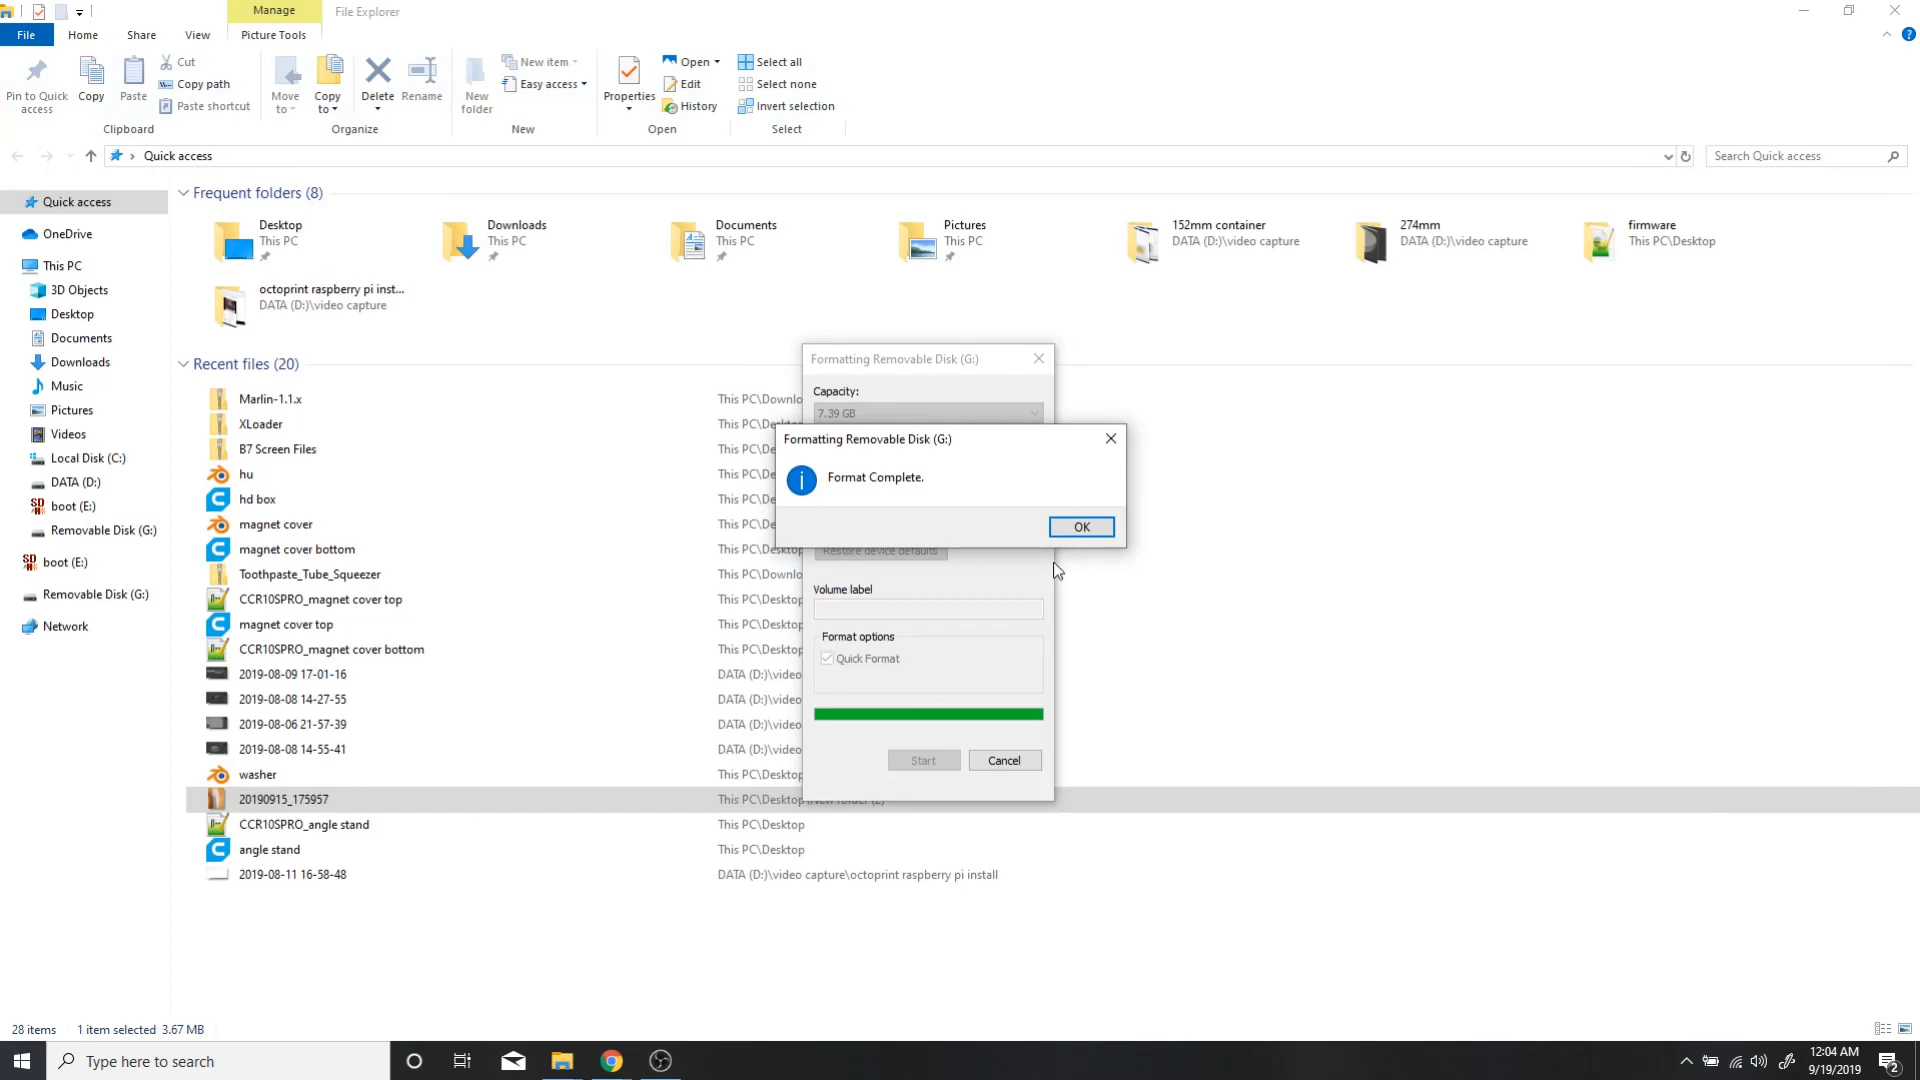 Manage
File Explorer
File
Home
Share
View
Picture Tools
Pin to Quick
access
Copy
Paste
Cut
Copy path
Paste shortcut
Clipboard
Move
to
Copy
to
Delete
Rename
Organize
New
folder
New item
Easy access
New
Properties
Open
Edit
History
Open
Select all
Select none
Invert selection
Select
Quick access
Search Quick access
Quick access
OneDrive
This PC
3D Objects
Desktop
Documents
Downloads
Music
Pictures
Videos
Local Disk (C:)
DATA (D:)
boot (E:)
Removable Disk (G:)
boot (E:)
Removable Disk (G:)
Network
Frequent folders (8)
Desktop
This PC
Downloads
This PC
Documents
This PC
Pictures
This PC
152mm container
DATA (D:)\video capture
274mm
DATA (D:)\video capture
firmware
This PC\Desktop
octoprint raspberry pi inst...
DATA (D:)\video capture
Recent files (20)
Marlin-1.1.x This PC\Downlo
XLoader This PC\Deskto
B7 Screen Files This PC\Deskto
hu This PC\De
hd box This PC\De
magnet cover This PC\De
magnet cover bottom This PC\De
Toothpaste_Tube_Squeezer This PC\Downlo
CCR10SPRO_magnet cover top This PC\Desktop
magnet cover top This PC\Desktop
CCR10SPRO_magnet cover bottom This PC\Desktop
2019-08-09 17-01-16 DATA (D:)\video
2019-08-08 14-27-55 DATA (D:)\video
2019-08-06 21-57-39 DATA (D:)\video
2019-08-08 14-55-41 DATA (D:)\video
washer This PC\Desktop
20190915_175957 This PC\Desktop\New folder (2)
CCR10SPRO_angle stand This PC\Desktop
angle stand This PC\Desktop
2019-08-11 16-58-48 DATA (D:)\video capture\octoprint raspberry pi install
Formatting Removable Disk (G:)
Capacity:
7.39 GB
Formatting Removable Disk (G:)
Format Complete.
OK
Restore device defaults
Volume label
Format options
Quick Format
Start
Cancel
28 items
1 item selected 3.67 MB
Type here to search
12:04 AM
9/19/2019
2